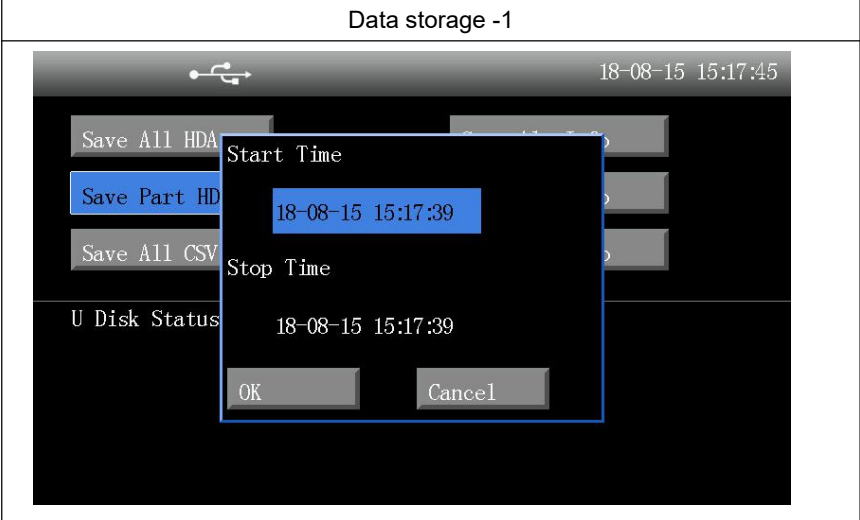 Data storage -1
18-08-15 15:17:45
Save All HDA
Start Time
Save Part HD
18-08-15 15:17:39
Save All CSV
Stop Time
U Disk Status
18-08-15 15:17:39
OK
Cancel